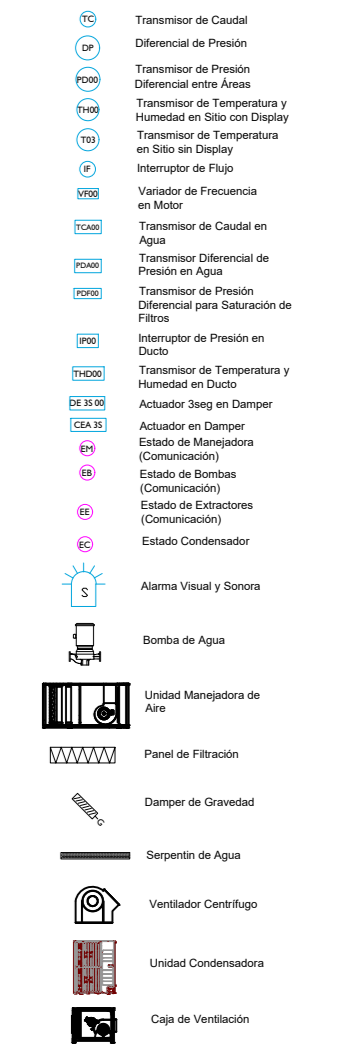 TC Transmisor de Caudal
DP Diferencial de Presión
PD00 Transmisor de Presión
Diferencial entre Áreas
TH00 Transmisor de Temperatura y
Humedad en Sitio con Display
T03 Transmisor de Temperatura
en Sitio sin Display
IF Interruptor de Flujo
VF00 Variador de Frecuencia
en Motor
TCA00 Transmisor de Caudal en
Agua
PDA00 Transmisor Diferencial de
Presión en Agua
PDF00 Transmisor de Presión
Diferencial para Saturación de
Filtros
IP00 Interruptor de Presión en
Ducto
THD00 Transmisor de Temperatura y
Humedad en Ducto
DE 3S 00 Actuador 3seg en Damper
CEA 3S Actuador en Damper
EM Estado de Manejadora
(Comunicación)
EB Estado de Bombas
(Comunicación)
EE Estado de Extractores
(Comunicación)
EC Estado Condensador
S Alarma Visual y Sonora
Bomba de Agua
Unidad Manejadora de
Aire
Panel de Filtración
Damper de Gravedad
G
Serpentin de Agua
Ventilador Centrífugo
Unidad Condensadora
Caja de Ventilación